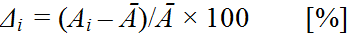 Δᵢ = (Aᵢ – Ā)/Ā × 100 [%]